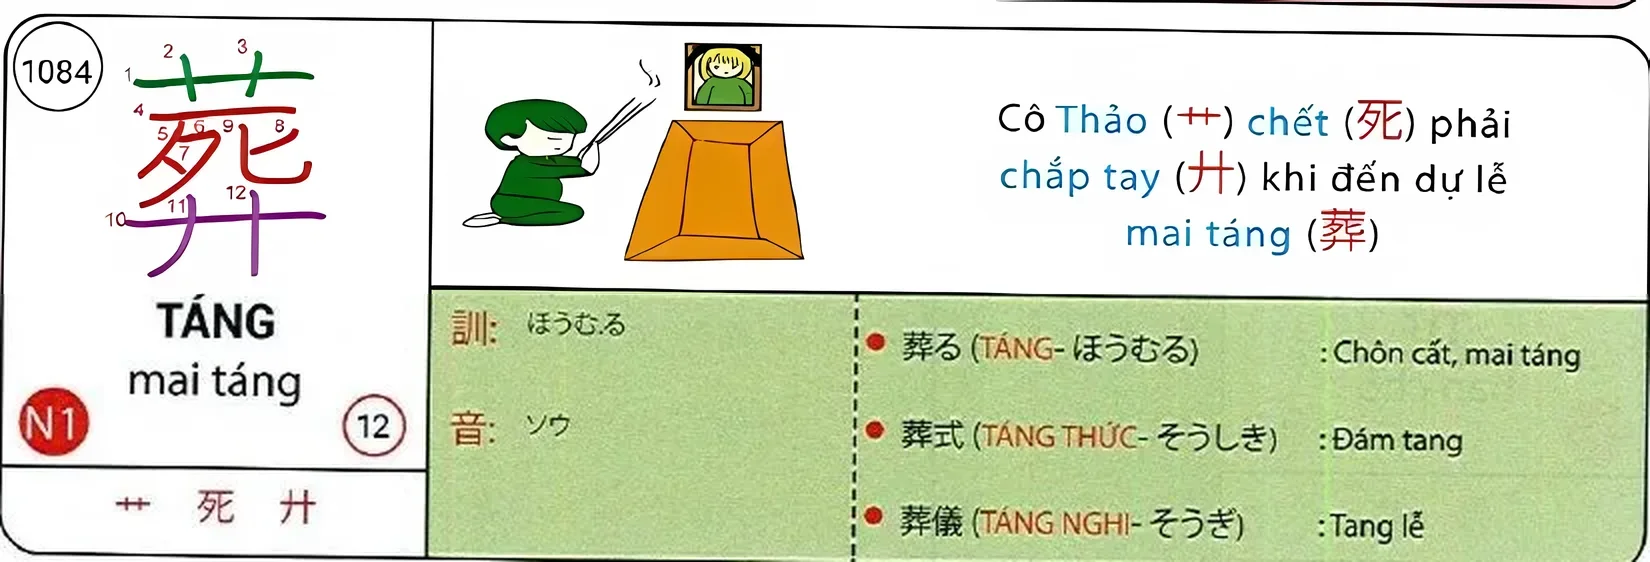 1084
1 2 3 4 5 6 7 8 9 10 11 12
葬
TÁNG
mai táng
N1
12
艹 死 廾
Cô Thảo (艹) chết (死) phải
chắp tay (廾) khi đến dự lễ
mai táng (葬)
訓: ほうむ.る
音: ソウ
葬る (TÁNG- ほうむる) : Chôn cất, mai táng
葬式 (TÁNG THỨC- そうしき) : Đám tang
葬儀 (TÁNG NGHI- そうぎ) : Tang lễ